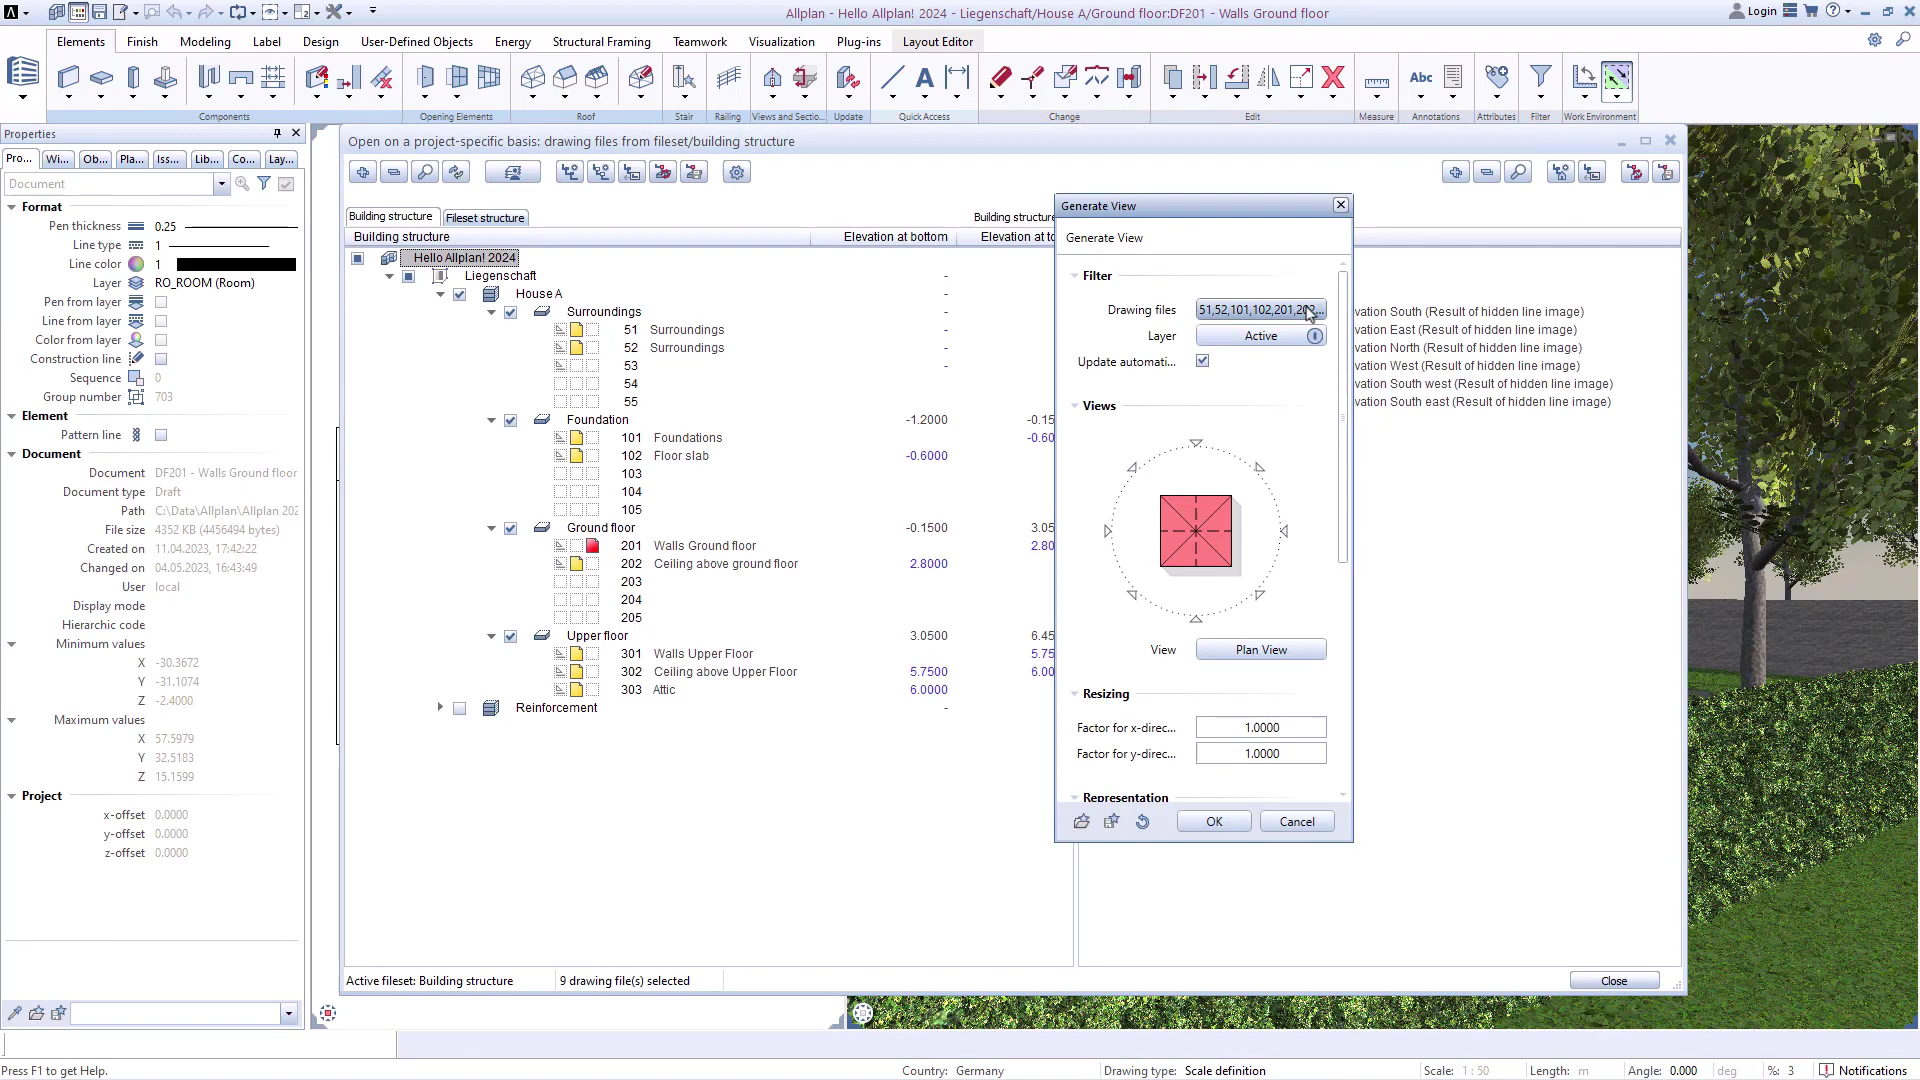 Allplan - Hello Allplan! 2024 - Liegenschaft/House A/Ground floor:DF201 - Walls Ground floor
Login
Elements Finish Modeling Label Design User-Defined Objects Energy Structural Framing Teamwork Visualization Plug-ins Layout Editor
Abc
Components Opening Elements Roof Stair Railing Views and Sectio... Update Quick Access Change Edit Measure Annotations Attributes Filter Work Environment
Properties
Pro... Wi... Ob... Pla... Iss... Lib... Co... Lay...
Document
Format
Pen thickness 0.25
Line type 1
Line color 1
Layer RO_ROOM (Room)
Pen from layer
Line from layer
Color from layer
Construction line
Sequence 0
Group number 703
Element
Pattern line
Document
Document DF201 - Walls Ground floor
Document type Draft
Path C:\Data\Allplan\Allplan 202
File size 4352 KB (4456494 bytes)
Created on 11.04.2023, 17:42:22
Changed on 04.05.2023, 16:43:49
User local
Display mode
Hierarchic code
Minimum values
X -30.3672
Y -31.1074
Z -2.4000
Maximum values
X 57.5979
Y 32.5183
Z 15.1599
Project
x-offset 0.0000
y-offset 0.0000
z-offset 0.0000
Open on a project-specific basis: drawing files from fileset/building structure
Building structure Fileset structure
Building structure Elevation at bottom Elevation at to
Hello Allplan! 2024
Liegenschaft -
House A -
Surroundings -
51 Surroundings -
52 Surroundings -
53 -
54
55
Foundation -1.2000 -0.15
101 Foundations -0.60
102 Floor slab -0.6000
103
104
105
Ground floor -0.1500 3.05
201 Walls Ground floor 2.80
202 Ceiling above ground floor 2.8000
203
204
205
Upper floor 3.0500 6.45
301 Walls Upper Floor 5.75
302 Ceiling above Upper Floor 5.7500 6.00
303 Attic 6.0000
Reinforcement -
Active fileset: Building structure 9 drawing file(s) selected
Building structure
vation South (Result of hidden line image)
vation East (Result of hidden line image)
vation North (Result of hidden line image)
vation West (Result of hidden line image)
vation South west (Result of hidden line image)
vation South east (Result of hidden line image)
Close
Generate View
Generate View
Filter
Drawing files 51,52,101,102,201,202...
Layer Active
Update automati...
Views
View Plan View
Resizing
Factor for x-direc... 1.0000
Factor for y-direc... 1.0000
Representation
OK Cancel
Press F1 to get Help. Country: Germany Drawing type: Scale definition Scale: 1 : 50 Length: m Angle: 0.000 deg %: 3 Notifications